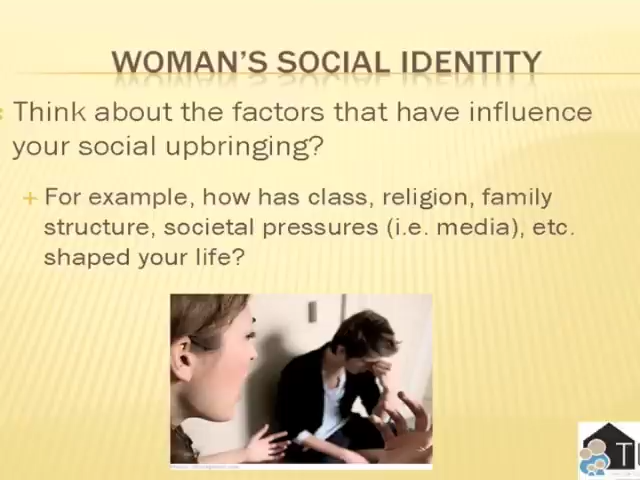 WOMAN'S SOCIAL IDENTITY
Think about the factors that have influence
your social upbringing?
For example, how has class, religion, family
structure, societal pressures (i.e. media), etc.
shaped your life?